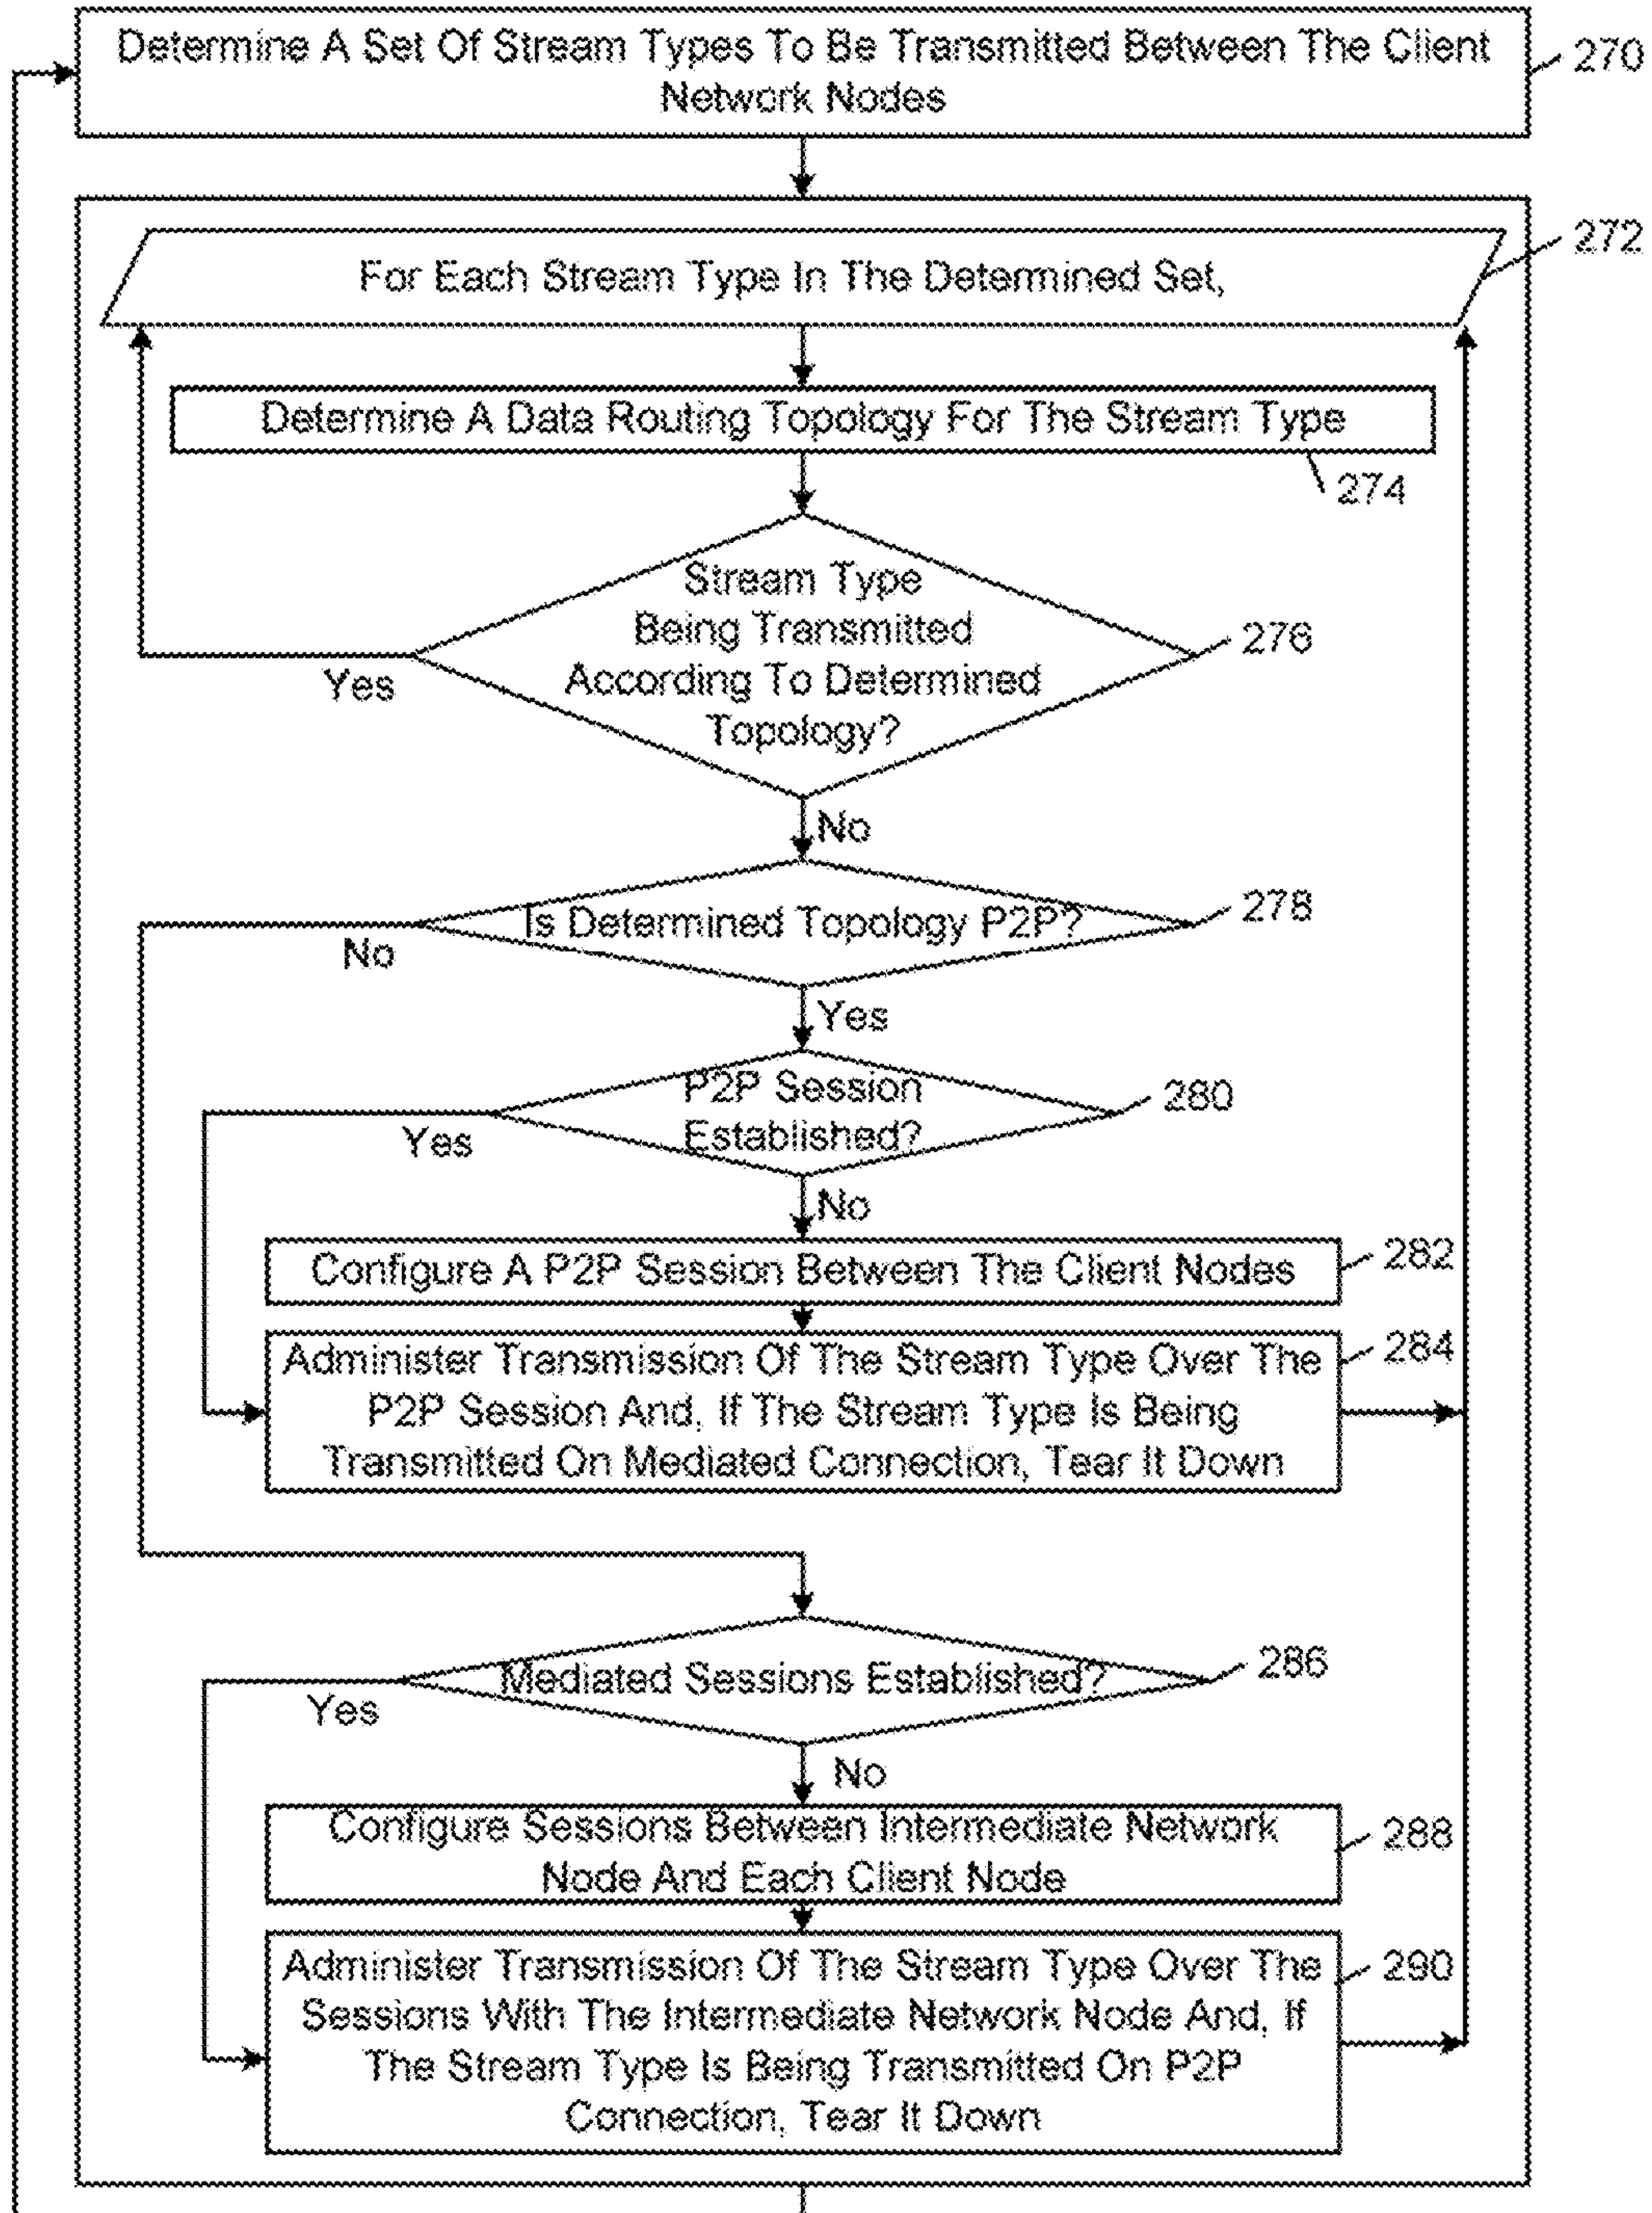 Determine A Set Of Stream Types To Be Transmitted Between The Client
Network Nodes
270
For Each Stream Type In The Determined Set,
272
Determine A Data Routing Topology For The Stream Type
274
Stream Type
Being Transmitted
According To Determined
Topology?
276
Yes
No
Is Determined Topology P2P?
278
No
Yes
P2P Session
Established?
280
Yes
No
Configure A P2P Session Between The Client Nodes
282
Administer Transmission Of The Stream Type Over The
P2P Session And, If The Stream Type Is Being
Transmitted On Mediated Connection, Tear It Down
284
Mediated Sessions Established?
286
Yes
No
Configure Sessions Between Intermediate Network
Node And Each Client Node
288
Administer Transmission Of The Stream Type Over The
Sessions With The Intermediate Network Node And, If
The Stream Type Is Being Transmitted On P2P
Connection, Tear It Down
290